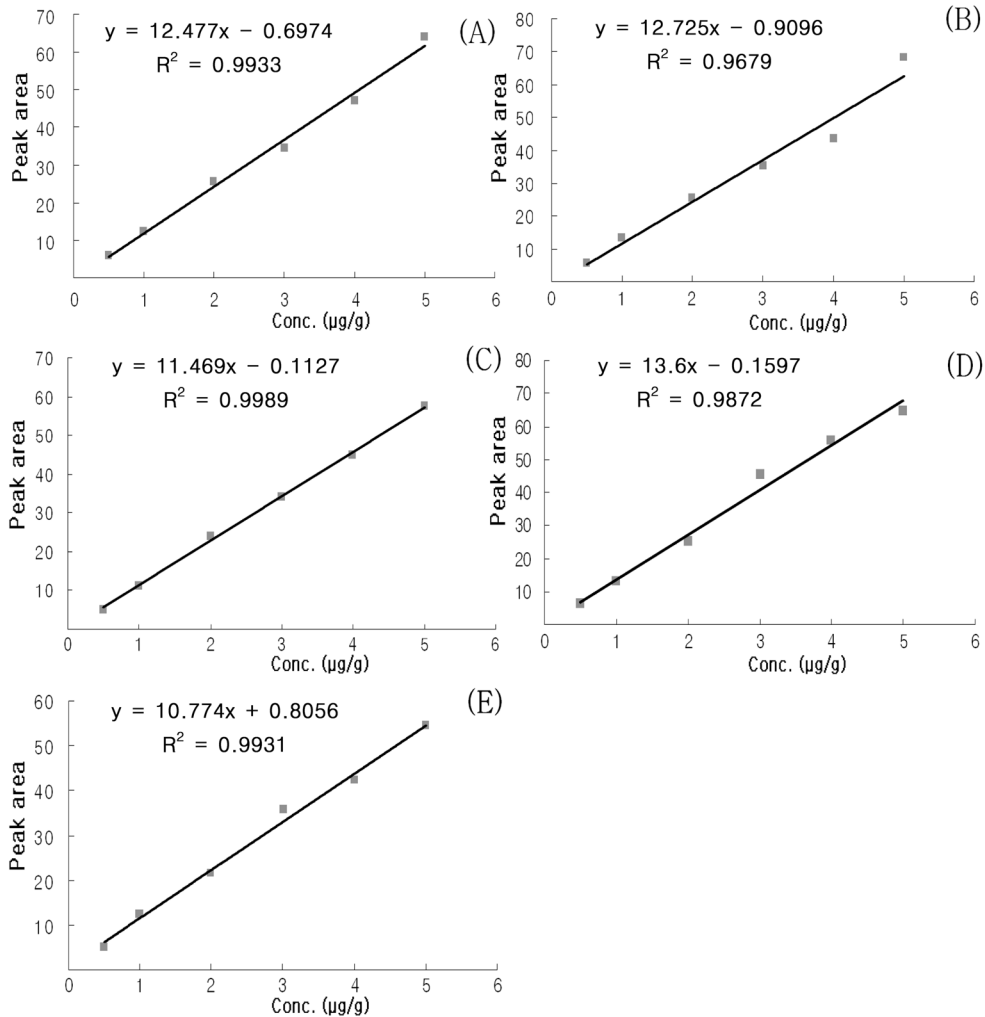 y = 12.477x − 0.6974
R² = 0.9933
(A)
70
60
50
40
30
20
10
Peak area
0 1 2 3 4 5 6
Conc. (μg/g)
y = 12.725x − 0.9096
R² = 0.9679
(B)
80
70
60
50
40
30
20
10
Peak area
0 1 2 3 4 5 6
Conc. (μg/g)
y = 11.469x − 0.1127
R² = 0.9989
(C)
70
60
50
40
30
20
10
Peak area
0 1 2 3 4 5 6
Conc. (μg/g)
y = 13.6x − 0.1597
R² = 0.9872
(D)
80
70
60
50
40
30
20
10
Peak area
0 1 2 3 4 5 6
Conc. (μg/g)
y = 10.774x + 0.8056
R² = 0.9931
(E)
60
50
40
30
20
10
Peak area
0 1 2 3 4 5 6
Conc. (μg/g)